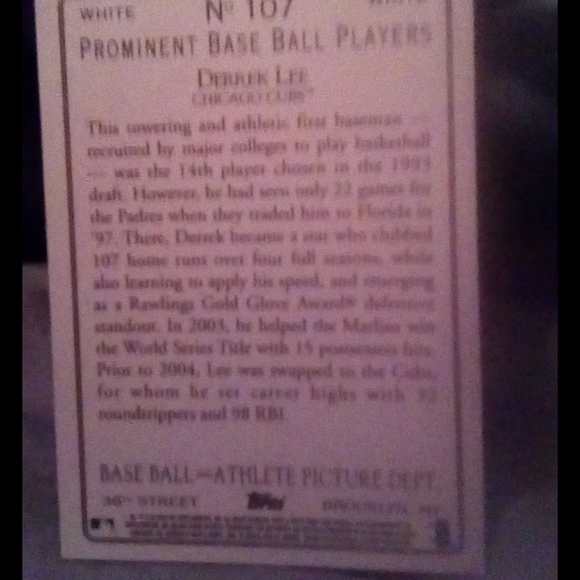 WHITE No 107 WHITE
PROMINENT BASE BALL PLAYERS
DERREK LEE
CHICAGO CUBS®
This towering and athletic first baseman —
recruited by major colleges to play basketball
— was the 14th player chosen in the 1993
draft. However, he had seen only 22 games for
the Padres when they traded him to Florida in
'97. There, Derrek became a star who clubbed
107 home runs over four full seasons, while
also learning to apply his speed, and emerging
as a Rawlings Gold Glove Award® defensive
standout. In 2003, he helped the Marlins win
the World Series Title with 15 postseason hits.
Prior to 2004, Lee was swapped to the Cubs,
for whom he set career highs with 32
roundtrippers and 98 RBI.
BASE BALL—ATHLETE PICTURE DEPT.
36TH STREET Topps BROOKLYN, NY